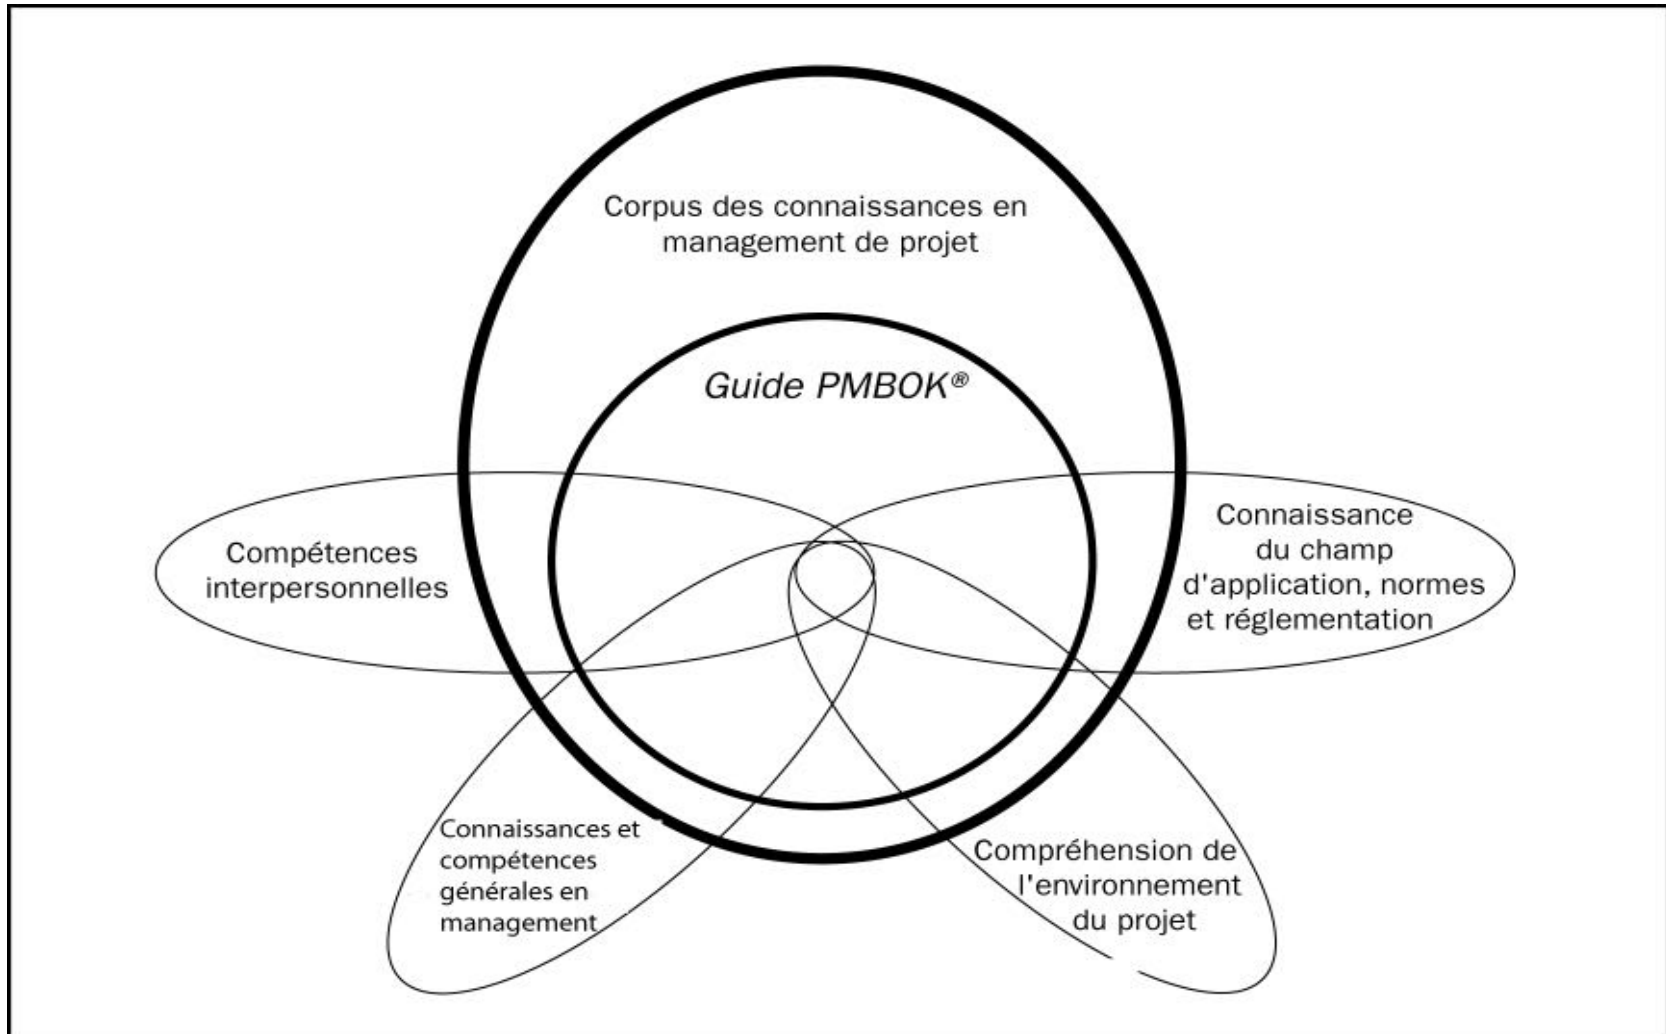 Corpus des connaissances en
management de projet
Guide PMBOK®
Compétences
interpersonnelles
Connaissance
du champ
d'application, normes
et réglementation
Connaissances et
compétences
générales en
management
Compréhension de
l'environnement
du projet